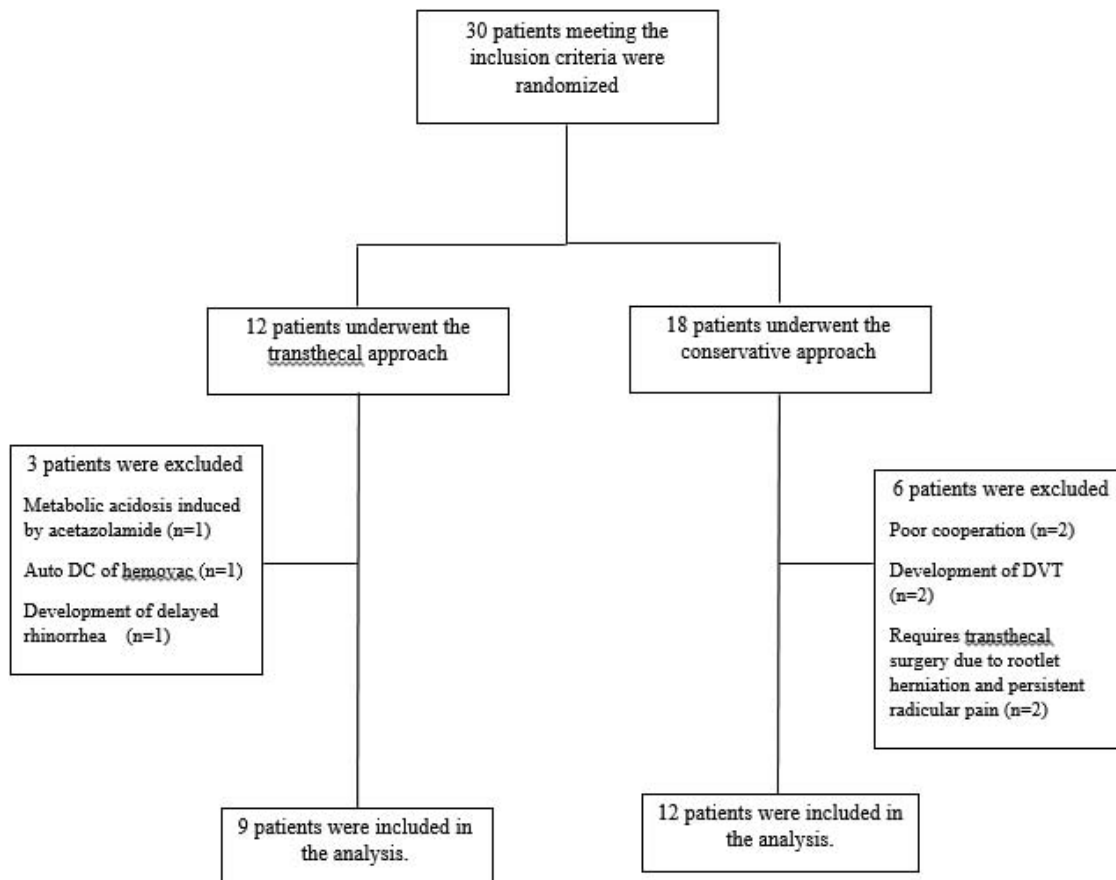 30 patients meeting the
inclusion criteria were
randomized
12 patients underwent the
transthecal approach
18 patients underwent the
conservative approach
3 patients were excluded
Metabolic acidosis induced
by acetazolamide (n=1)
Auto DC of hemovac (n=1)
Development of delayed
rhinorrhea (n=1)
6 patients were excluded
Poor cooperation (n=2)
Development of DVT
(n=2)
Requires transthecal
surgery due to rootlet
herniation and persistent
radicular pain (n=2)
9 patients were included in
the analysis.
12 patients were included in
the analysis.